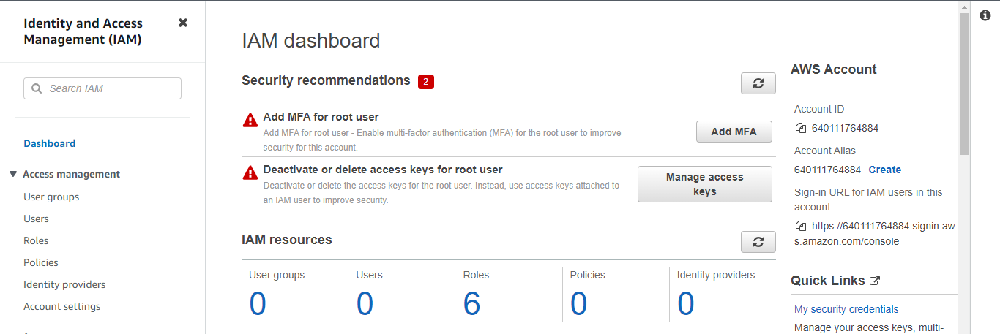 Identity and Access
Management (IAM)
Search IAM
Dashboard
Access management
User groups
Users
Roles
Policies
Identity providers
Account settings
IAM dashboard
Security recommendations 2
Add MFA for root user
Add MFA for root user - Enable multi-factor authentication (MFA) for the root user to improve
security for this account.
Add MFA
Deactivate or delete access keys for root user
Deactivate or delete the access keys for the root user. Instead, use access keys attached to
an IAM user to improve security.
Manage access
keys
IAM resources
User groups
0
Users
0
Roles
6
Policies
0
Identity providers
0
AWS Account
Account ID
640111764884
Account Alias
640111764884 Create
Sign-in URL for IAM users in this
account
https://640111764884.signin.aw
s.amazon.com/console
Quick Links
My security credentials
Manage your access keys, multi-